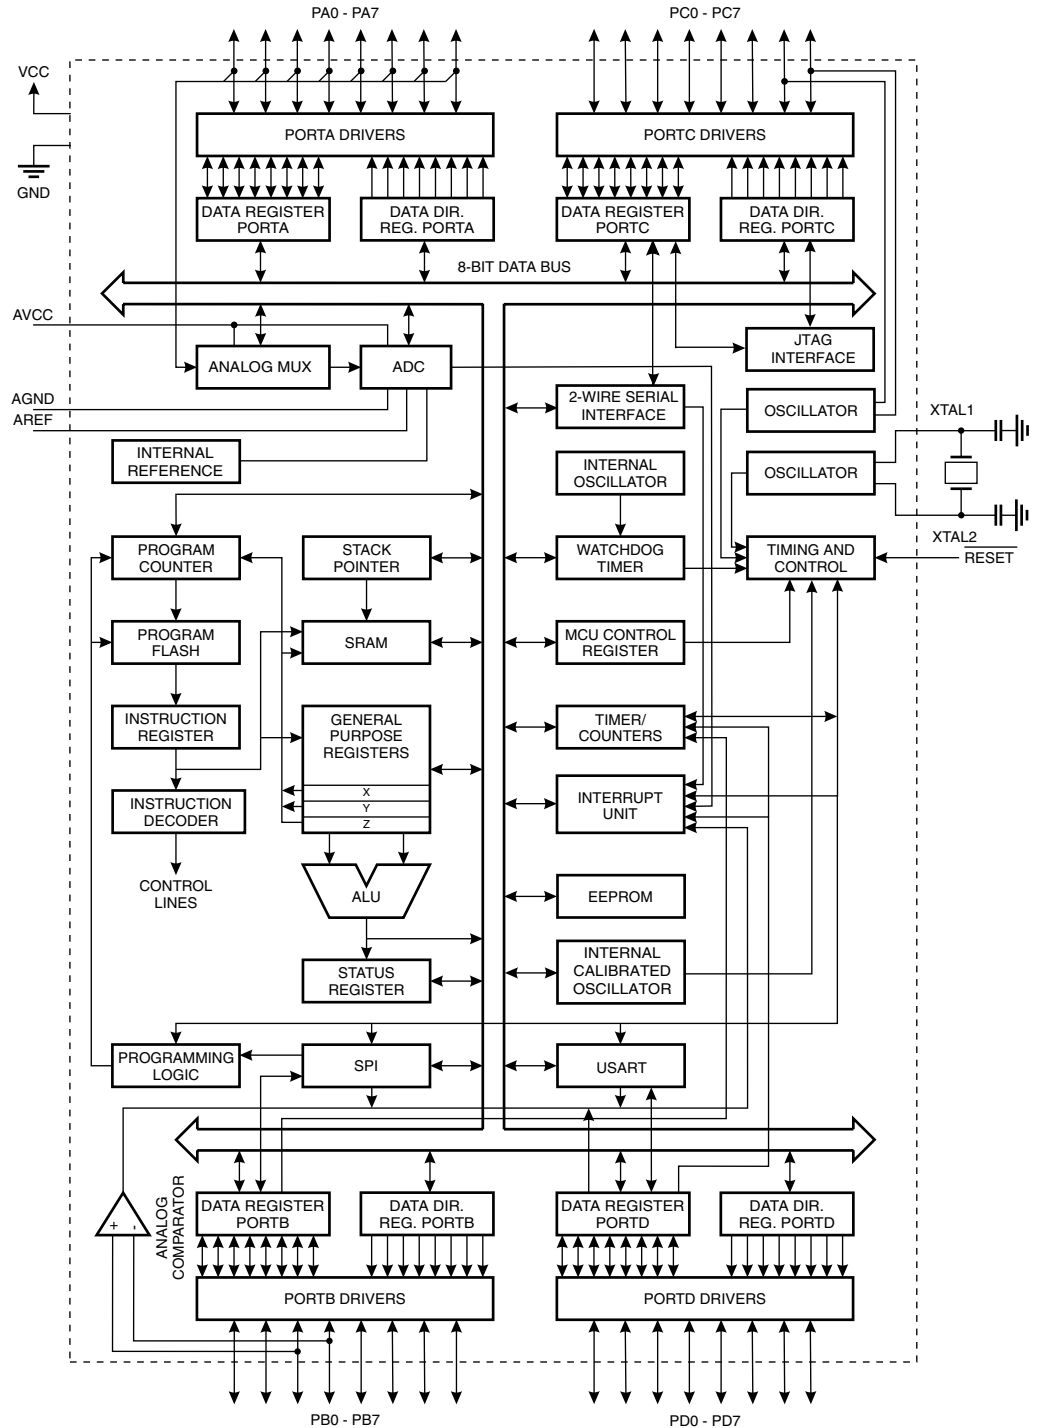 PA0 - PA7
PC0 - PC7
VCC
GND
PORTA DRIVERS
PORTC DRIVERS
DATA REGISTER
PORTA
DATA DIR.
REG. PORTA
DATA REGISTER
PORTC
DATA DIR.
REG. PORTC
8-BIT DATA BUS
AVCC
ANALOG MUX
ADC
JTAG
INTERFACE
AGND
AREF
2-WIRE SERIAL
INTERFACE
OSCILLATOR
XTAL1
INTERNAL
REFERENCE
INTERNAL
OSCILLATOR
OSCILLATOR
XTAL2
RESET
PROGRAM
COUNTER
STACK
POINTER
WATCHDOG
TIMER
TIMING AND
CONTROL
PROGRAM
FLASH
SRAM
MCU CONTROL
REGISTER
INSTRUCTION
REGISTER
GENERAL
PURPOSE
REGISTERS
X
Y
Z
TIMER/
COUNTERS
INSTRUCTION
DECODER
INTERRUPT
UNIT
CONTROL
LINES
ALU
EEPROM
STATUS
REGISTER
INTERNAL
CALIBRATED
OSCILLATOR
PROGRAMMING
LOGIC
SPI
USART
+
-
ANALOG
COMPARATOR
DATA REGISTER
PORTB
DATA DIR.
REG. PORTB
DATA REGISTER
PORTD
DATA DIR.
REG. PORTD
PORTB DRIVERS
PORTD DRIVERS
PB0 - PB7
PD0 - PD7